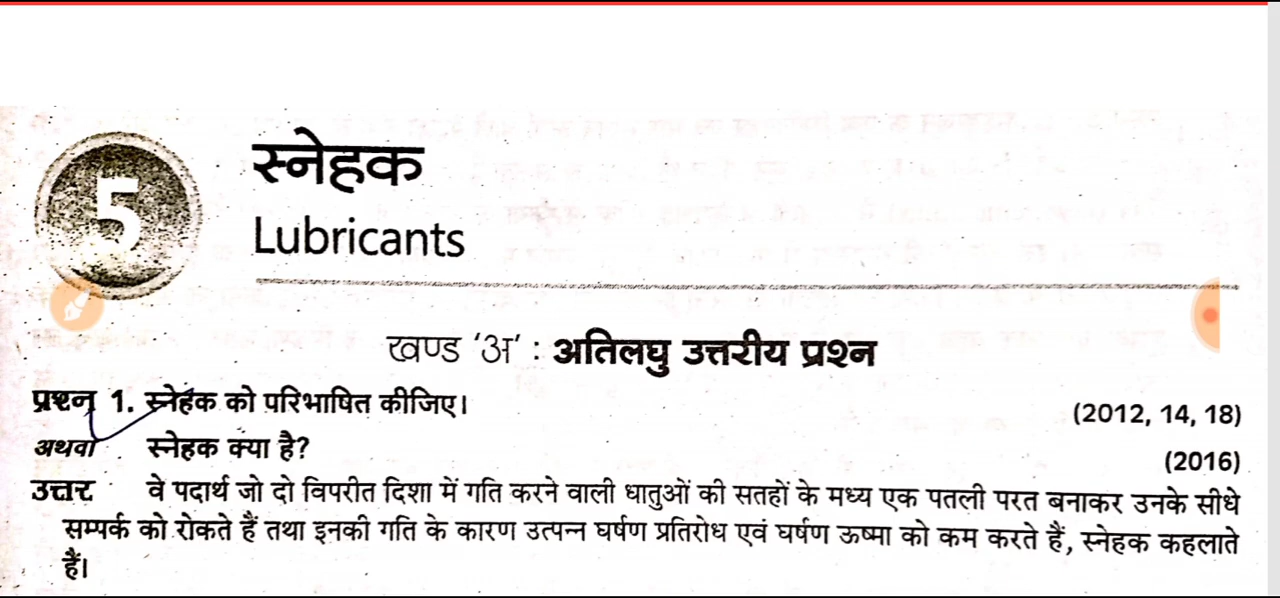 5
स्नेहक
Lubricants
खण्ड 'अ' : अतिलघु उत्तरीय प्रश्न
प्रश्न 1. स्नेहक को परिभाषित कीजिए। (2012, 14, 18)
अथवा स्नेहक क्या है? (2016)
उत्तर वे पदार्थ जो दो विपरीत दिशा में गति करने वाली धातुओं की सतहों के मध्य एक पतली परत बनाकर उनके सीधे
सम्पर्क को रोकते हैं तथा इनकी गति के कारण उत्पन्न घर्षण प्रतिरोध एवं घर्षण ऊष्मा को कम करते हैं, स्नेहक कहलाते
हैं।